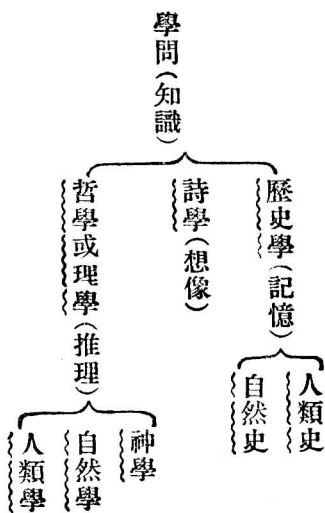 學問(知識)
歷史學(記憶)
人類史
自然史
詩學(想像)
哲學或理學(推理)
神學
自然學
人類學